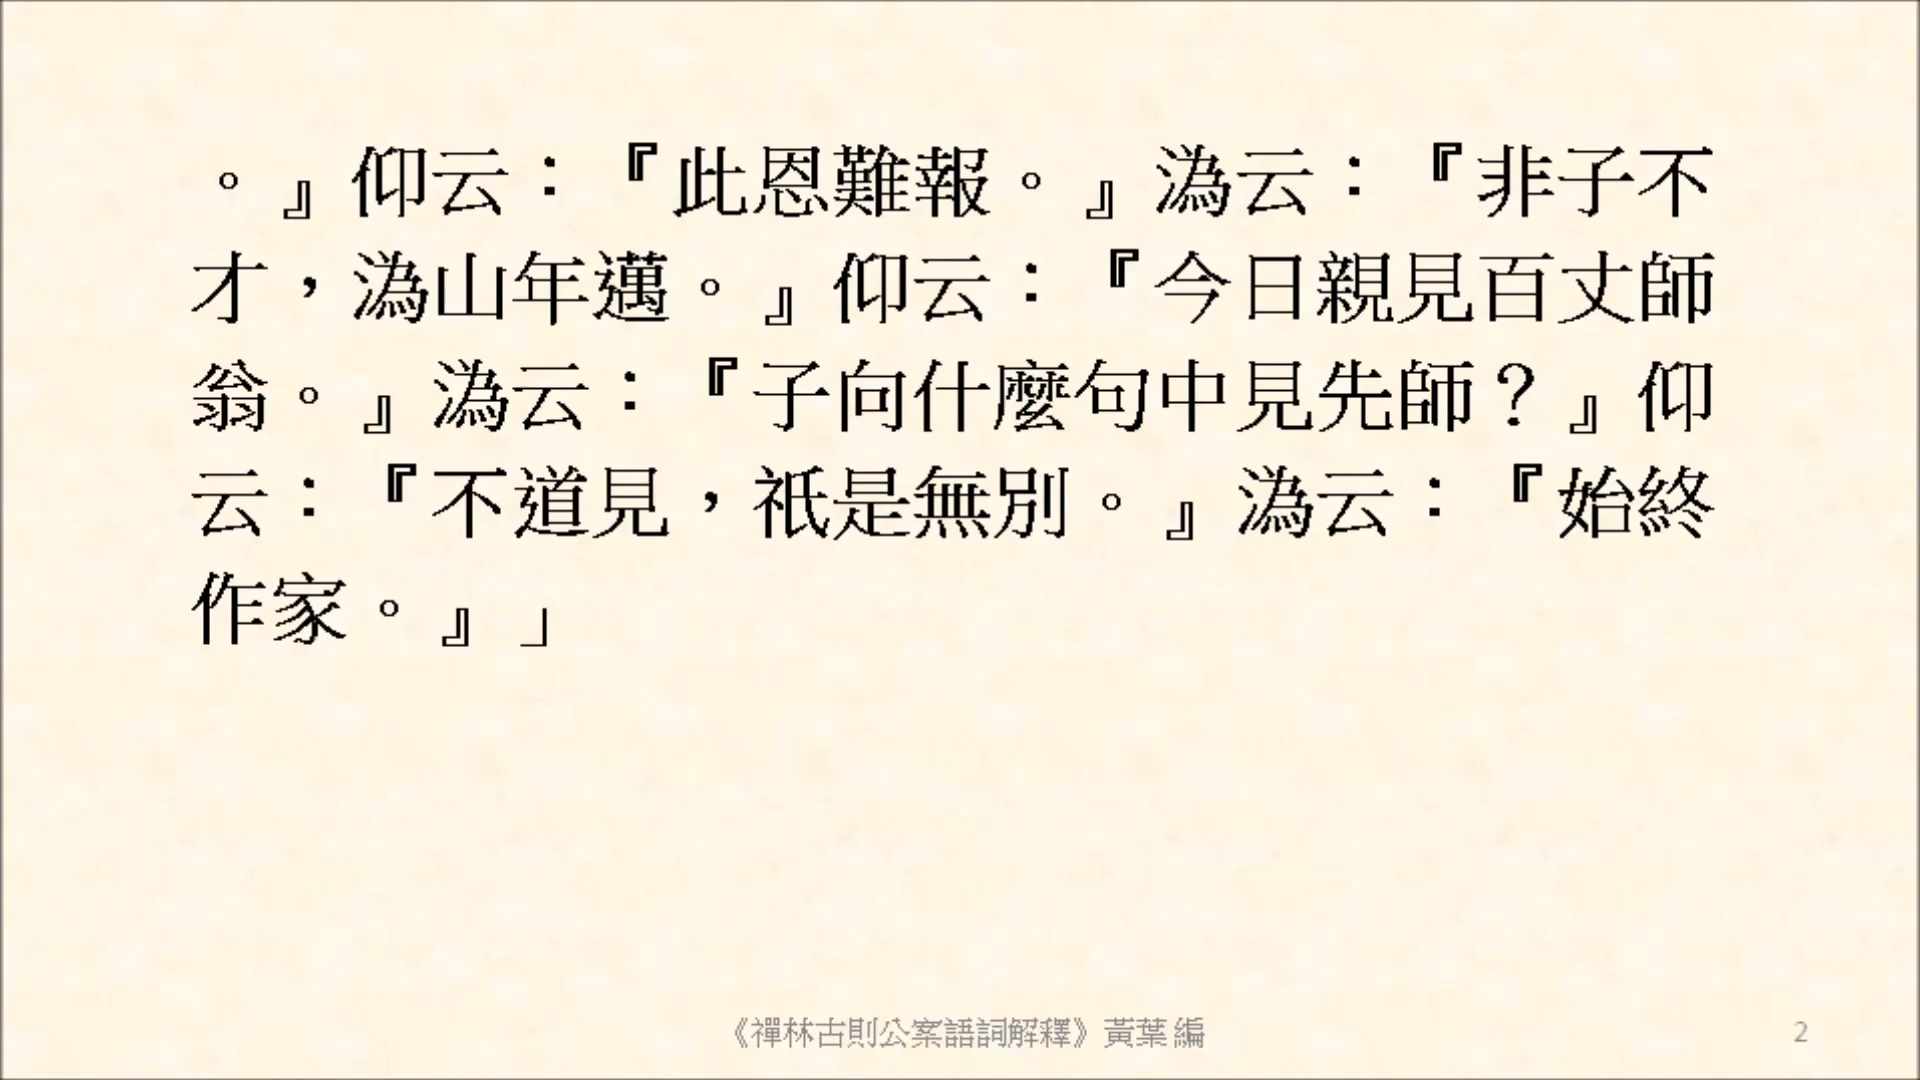 。』仰云：『此恩難報。』溈云：『非子不
才，溈山年邁。』仰云：『今日親見百丈師
翁。』溈云：『子向什麼句中見先師？』仰
云：『不道見，祇是無別。』溈云：『始終
作家。』」
《禪林古則公案語詞解釋》黃葉 編
2